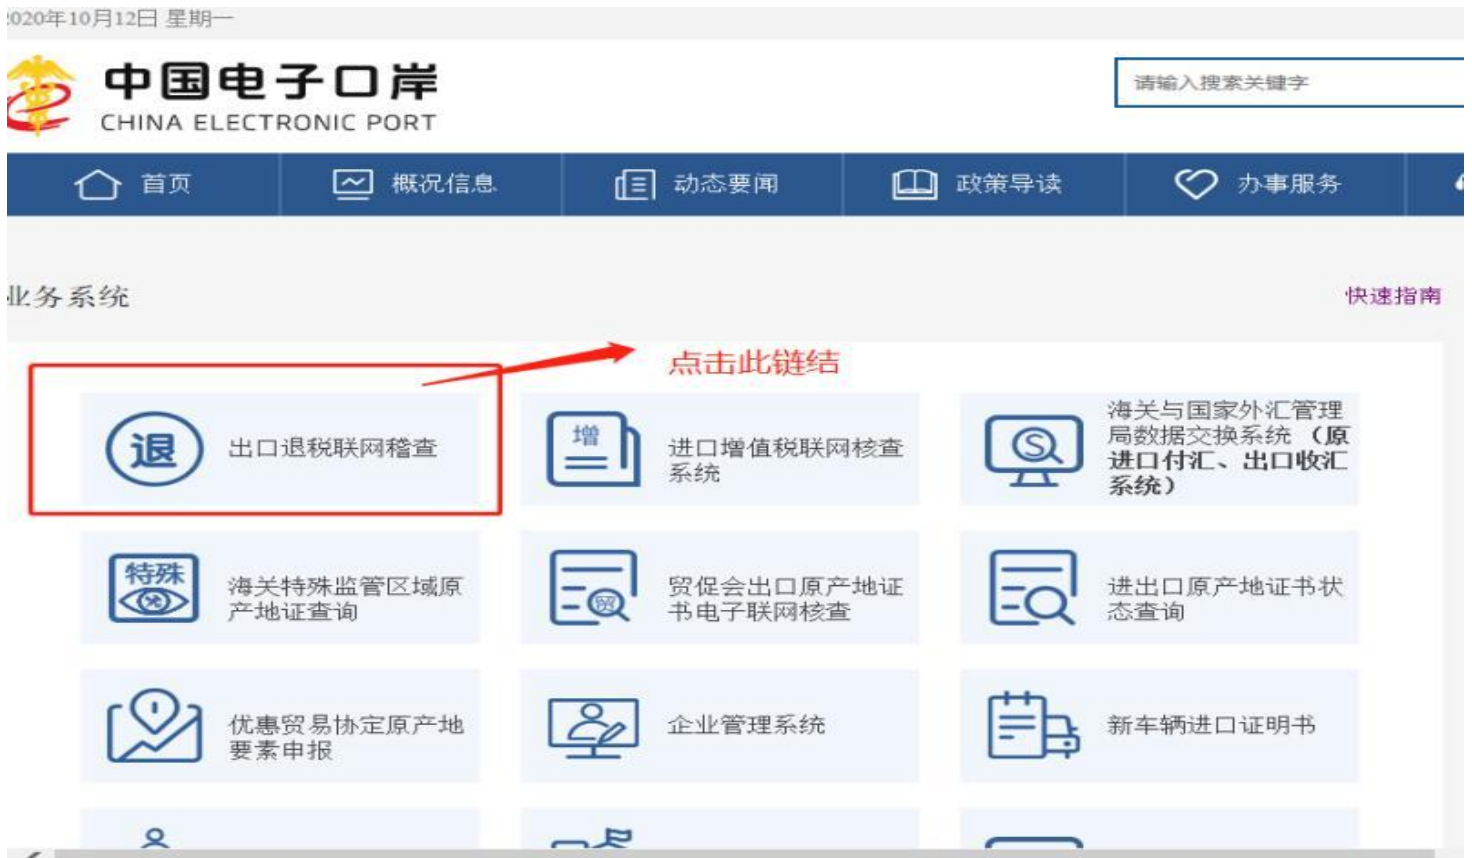 2020年10月12日 星期一
中国电子口岸
CHINA ELECTRONIC PORT
请输入搜索关键字
首页
概况信息
动态要闻
政策导读
办事服务
业务系统
快速指南
点击此链结
退
出口退税联网稽查
增
进口增值税联网核查
系统
海关与国家外汇管理
局数据交换系统（原
进口付汇、出口收汇
系统）
特殊
海关特殊监管区域原
产地证查询
贸
贸促会出口原产地证
书电子联网核查
进出口原产地证书状
态查询
优惠贸易协定原产地
要素申报
企业管理系统
新车辆进口证明书